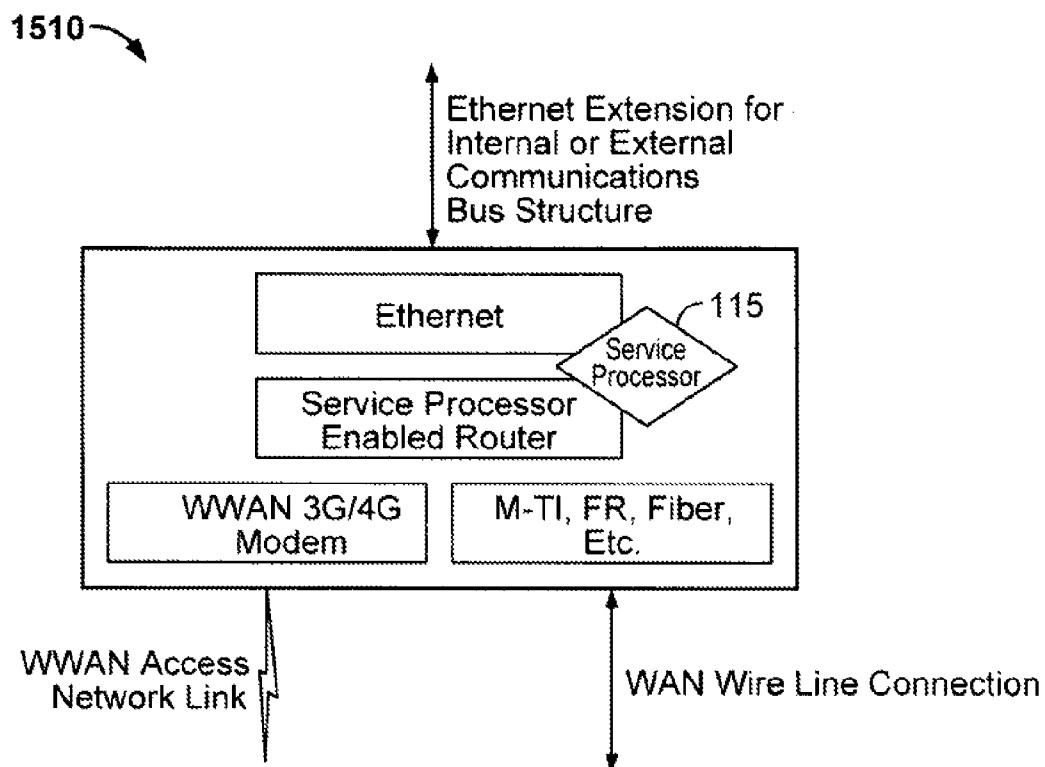 1510
Ethernet Extension for
Internal or External
Communications
Bus Structure
Ethernet
115
Service
Processor
Service Processor
Enabled Router
WWAN 3G/4G
Modem
M-TI, FR, Fiber,
Etc.
WWAN Access
Network Link
WAN Wire Line Connection